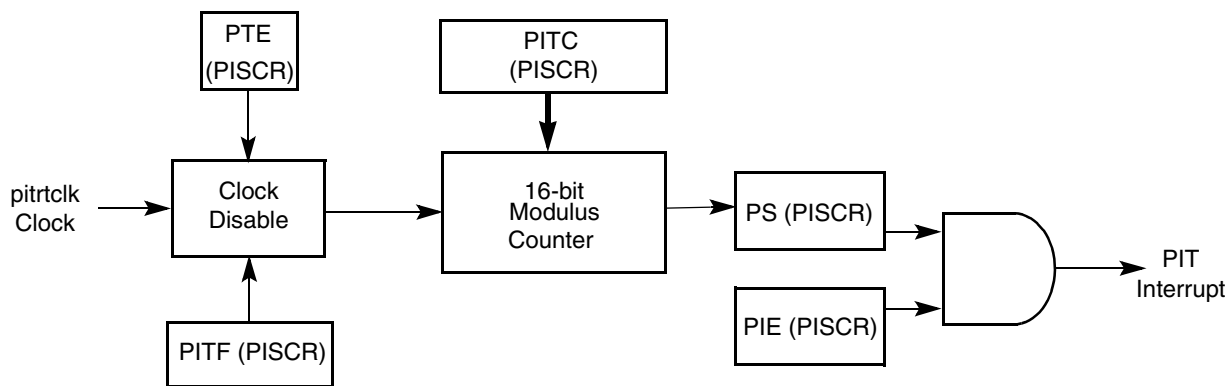 PTE
(PISCR)
PITC
(PISCR)
pitrtclk
Clock
Clock
Disable
16-bit
Modulus
Counter
PS (PISCR)
PIT
Interrupt
PITF (PISCR)
PIE (PISCR)